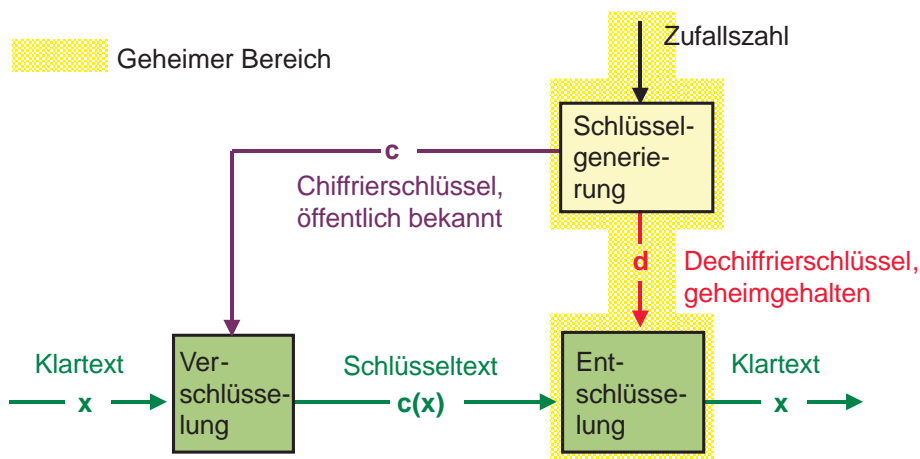 Zufallszahl
Geheimer Bereich
Schlüssel-
generie-
rung
c
Chiffrierschlüssel,
öffentlich bekannt
d
Dechiffrierschlüssel,
geheimgehalten
Klartext
x
Ver-
schlüsse-
lung
Schlüsseltext
c(x)
Ent-
schlüsse-
lung
Klartext
x